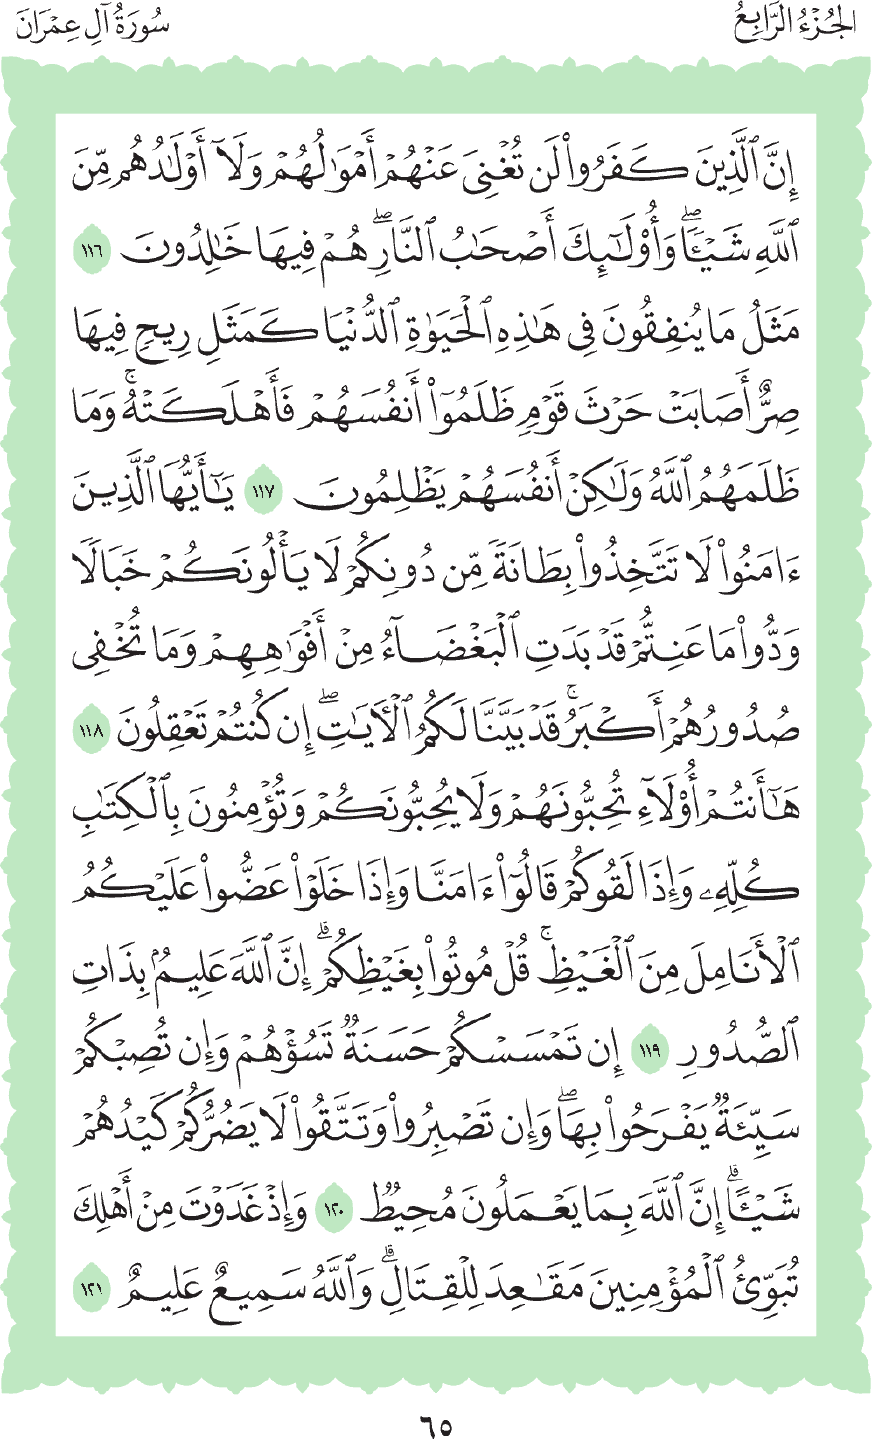 الجُزْءُ الرَّابِعُ
سُورَةُ آلِ عِمْرَانَ
إِنَّ ٱلَّذِينَ كَفَرُوا۟ لَن تُغْنِىَ عَنْهُمْ أَمْوَٰلُهُمْ وَلَآ أَوْلَـٰدُهُم مِّنَ
ٱللَّهِ شَيْـًٔا ۖ وَأُو۟لَـٰٓئِكَ أَصْحَـٰبُ ٱلنَّارِ ۖ هُمْ فِيهَا خَـٰلِدُونَ ١١٦
مَثَلُ مَا يُنفِقُونَ فِى هَـٰذِهِ ٱلْحَيَوٰةِ ٱلدُّنْيَا كَمَثَلِ رِيحٍ فِيهَا
صِرٌّ أَصَابَتْ حَرْثَ قَوْمٍ ظَلَمُوٓا۟ أَنفُسَهُمْ فَأَهْلَكَتْهُ ۚ وَمَا
ظَلَمَهُمُ ٱللَّهُ وَلَـٰكِنْ أَنفُسَهُمْ يَظْلِمُونَ ١١٧ يَـٰٓأَيُّهَا ٱلَّذِينَ
ءَامَنُوا۟ لَا تَتَّخِذُوا۟ بِطَانَةً مِّن دُونِكُمْ لَا يَأْلُونَكُمْ خَبَالًا
وَدُّوا۟ مَا عَنِتُّمْ قَدْ بَدَتِ ٱلْبَغْضَآءُ مِنْ أَفْوَٰهِهِمْ وَمَا تُخْفِى
صُدُورُهُمْ أَكْبَرُ ۚ قَدْ بَيَّنَّا لَكُمُ ٱلْـَٔايَـٰتِ ۖ إِن كُنتُمْ تَعْقِلُونَ ١١٨
هَـٰٓأَنتُمْ أُو۟لَآءِ تُحِبُّونَهُمْ وَلَا يُحِبُّونَكُمْ وَتُؤْمِنُونَ بِٱلْكِتَـٰبِ
كُلِّهِۦ وَإِذَا لَقُوكُمْ قَالُوٓا۟ ءَامَنَّا وَإِذَا خَلَوْا۟ عَضُّوا۟ عَلَيْكُمُ
ٱلْأَنَامِلَ مِنَ ٱلْغَيْظِ ۚ قُلْ مُوتُوا۟ بِغَيْظِكُمْ ۗ إِنَّ ٱللَّهَ عَلِيمٌۢ بِذَاتِ
ٱلصُّدُورِ ١١٩ إِن تَمْسَسْكُمْ حَسَنَةٌ تَسُؤْهُمْ وَإِن تُصِبْكُمْ
سَيِّئَةٌ يَفْرَحُوا۟ بِهَا ۖ وَإِن تَصْبِرُوا۟ وَتَتَّقُوا۟ لَا يَضُرُّكُمْ كَيْدُهُمْ
شَيْـًٔا ۗ إِنَّ ٱللَّهَ بِمَا يَعْمَلُونَ مُحِيطٌ ١٢٠ وَإِذْ غَدَوْتَ مِنْ أَهْلِكَ
تُبَوِّئُ ٱلْمُؤْمِنِينَ مَقَـٰعِدَ لِلْقِتَالِ ۗ وَٱللَّهُ سَمِيعٌ عَلِيمٌ ١٢١
٦٥